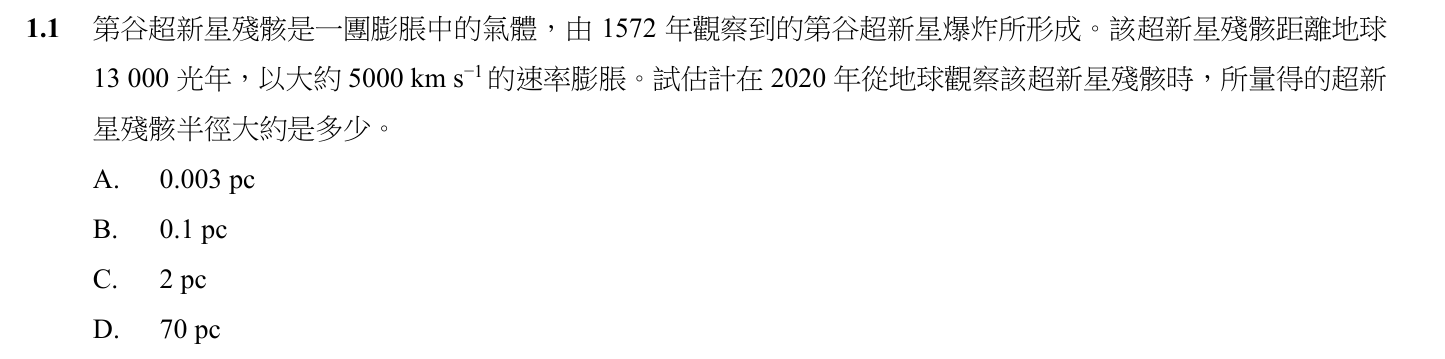 1.1 第谷超新星殘骸是一團膨脹中的氣體，由 1572 年觀察到的第谷超新星爆炸所形成。該超新星殘骸距離地球
13 000 光年，以大約 5000 km s⁻¹ 的速率膨脹。試估計在 2020 年從地球觀察該超新星殘骸時，所量得的超新
星殘骸半徑大約是多少。
A. 0.003 pc
B. 0.1 pc
C. 2 pc
D. 70 pc